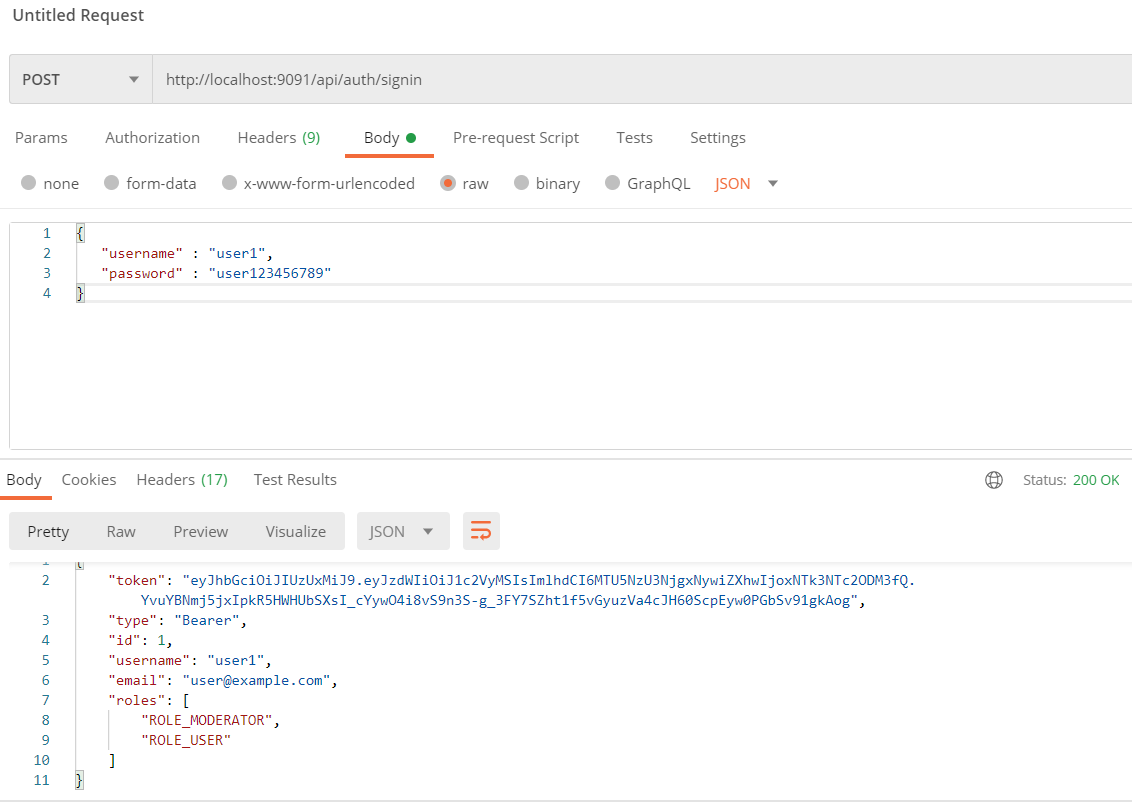 Untitled Request
POST http://localhost:9091/api/auth/signin
Params Authorization Headers (9) Body Pre-request Script Tests Settings
none form-data x-www-form-urlencoded raw binary GraphQL JSON
1 {
2 "username" : "user1",
3 "password" : "user123456789"
4 }
Body Cookies Headers (17) Test Results Status: 200 OK
Pretty Raw Preview Visualize JSON
1 {
2 "token": "eyJhbGciOiJIUzUxMiJ9.eyJzdWIiOiJ1c2VyMSIsImlhdCI6MTU5NzU3NjgxNywiZXhwIjoxNTk3NTc2ODM3fQ.
YvuYBNmj5jxIpkR5HWHUbSXsI_cYywO4i8vS9n3S-g_3FY7SZht1f5vGyuzVa4cJH60ScpEyw0PGbSv91gkAog",
3 "type": "Bearer",
4 "id": 1,
5 "username": "user1",
6 "email": "user@example.com",
7 "roles": [
8 "ROLE_MODERATOR",
9 "ROLE_USER"
10 ]
11 }